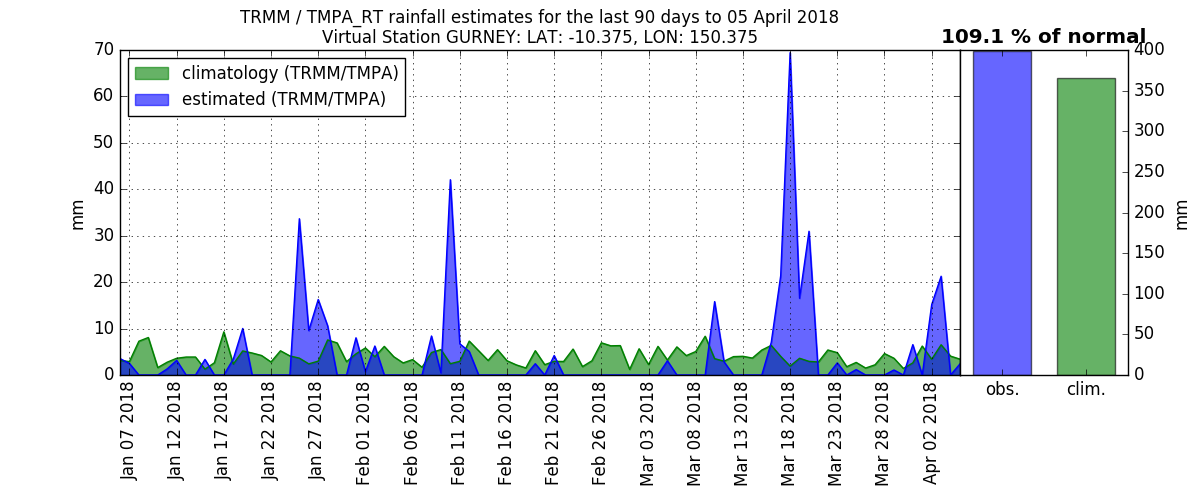 TRMM / TMPA_RT rainfall estimates for the last 90 days to 05 April 2018
Virtual Station GURNEY: LAT: -10.375, LON: 150.375
109.1 % of normal
climatology (TRMM/TMPA)
estimated (TRMM/TMPA)
70
60
50
40
30
20
10
0
mm
Jan 07 2018
Jan 12 2018
Jan 17 2018
Jan 22 2018
Jan 27 2018
Feb 01 2018
Feb 06 2018
Feb 11 2018
Feb 16 2018
Feb 21 2018
Feb 26 2018
Mar 03 2018
Mar 08 2018
Mar 13 2018
Mar 18 2018
Mar 23 2018
Mar 28 2018
Apr 02 2018
obs.
clim.
400
350
300
250
200
150
100
50
0
mm